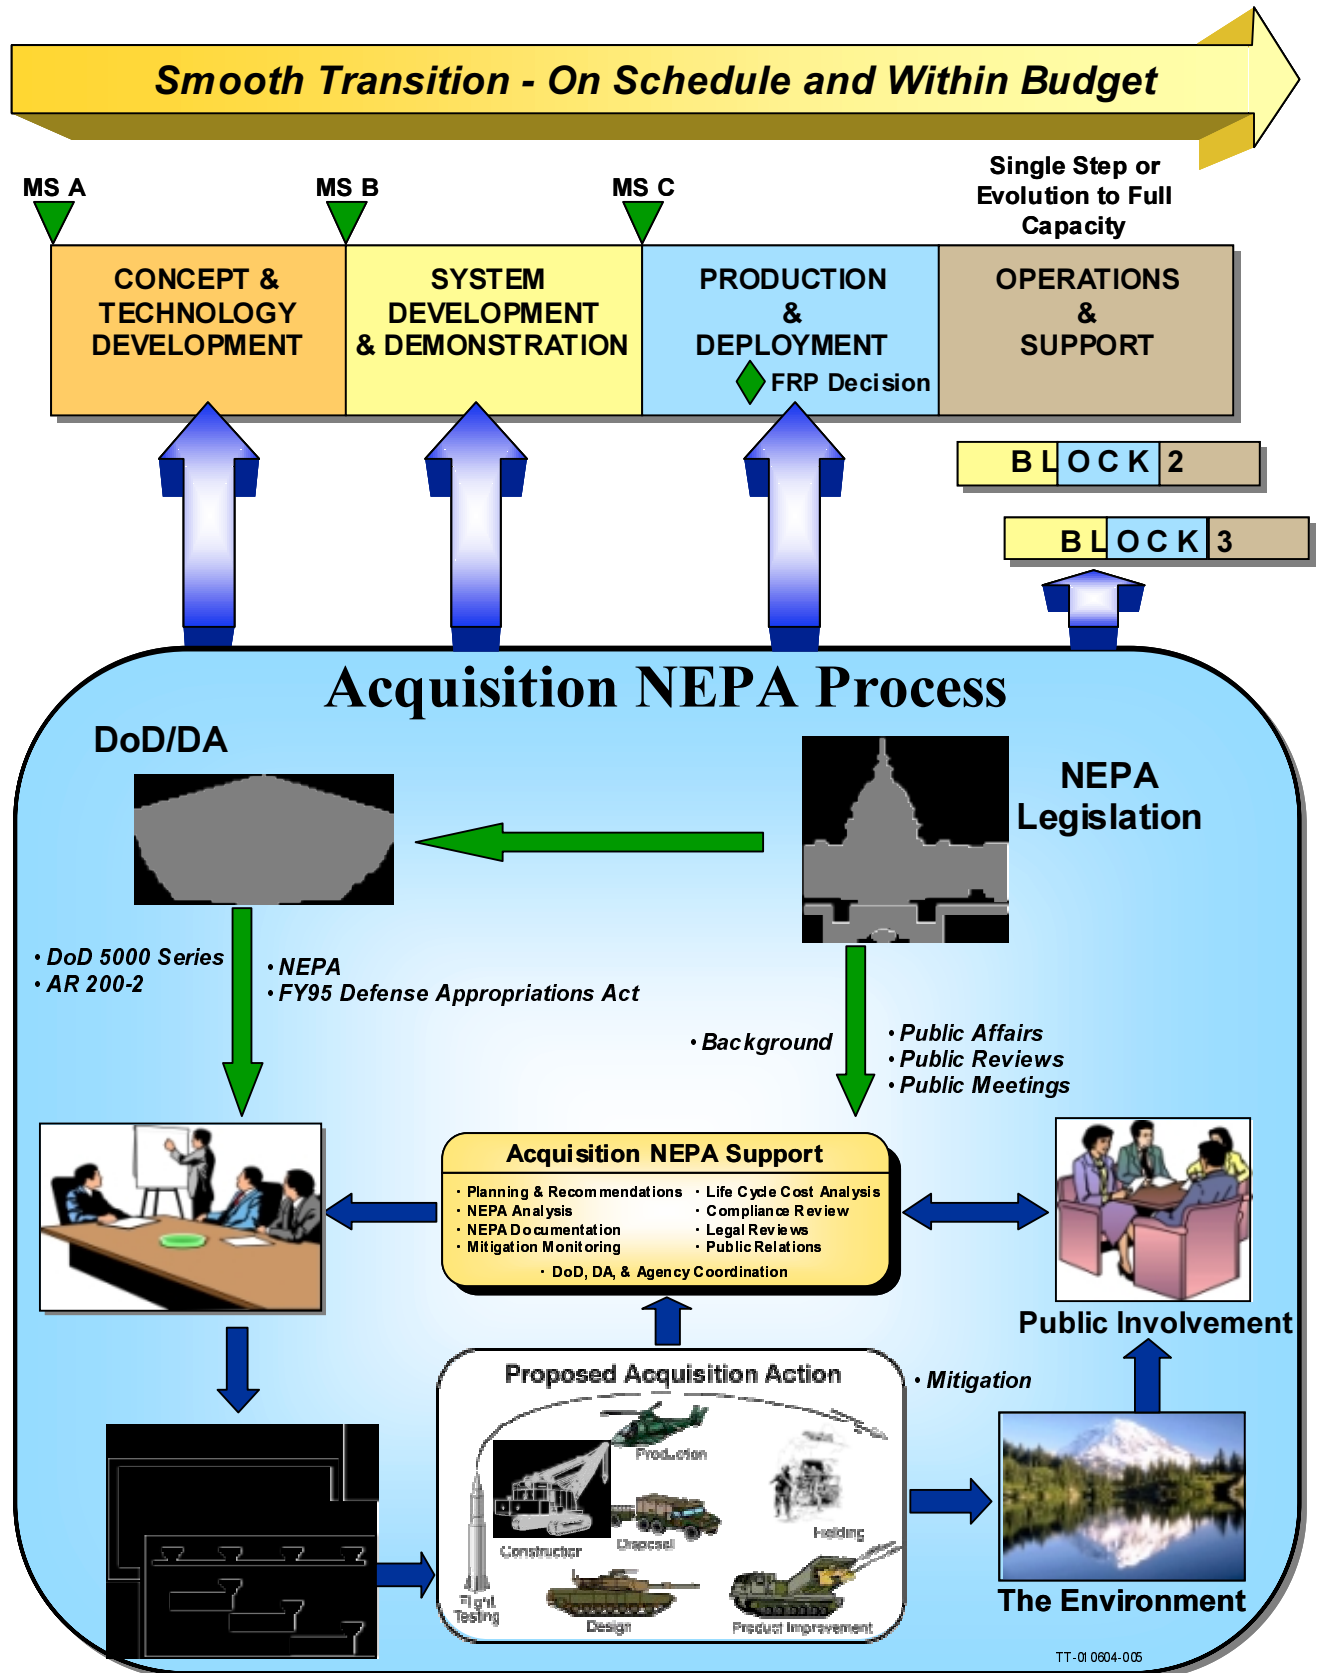 Smooth Transition - On Schedule and Within Budget
MS A
MS B
MS C
Single Step or
Evolution to Full
Capacity
CONCEPT &
TECHNOLOGY
DEVELOPMENT
SYSTEM
DEVELOPMENT
& DEMONSTRATION
PRODUCTION
&
DEPLOYMENT
FRP Decision
OPERATIONS
&
SUPPORT
BLOCK 2
BLOCK 3
Acquisition NEPA Process
DoD/DA
NEPA
Legislation
• DoD 5000 Series
• AR 200-2
• NEPA
• FY95 Defense Appropriations Act
• Background
• Public Affairs
• Public Reviews
• Public Meetings
Acquisition NEPA Support
• Planning & Recommendations
• NEPA Analysis
• NEPA Documentation
• Mitigation Monitoring
• Life Cycle Cost Analysis
• Compliance Review
• Legal Reviews
• Public Relations
• DoD, DA, & Agency Coordination
Public Involvement
Proposed Acquisition Action
Production
Construction
Disposal
Fielding
Flight
Testing
Design
Product Improvement
• Mitigation
The Environment
TT-010604-005